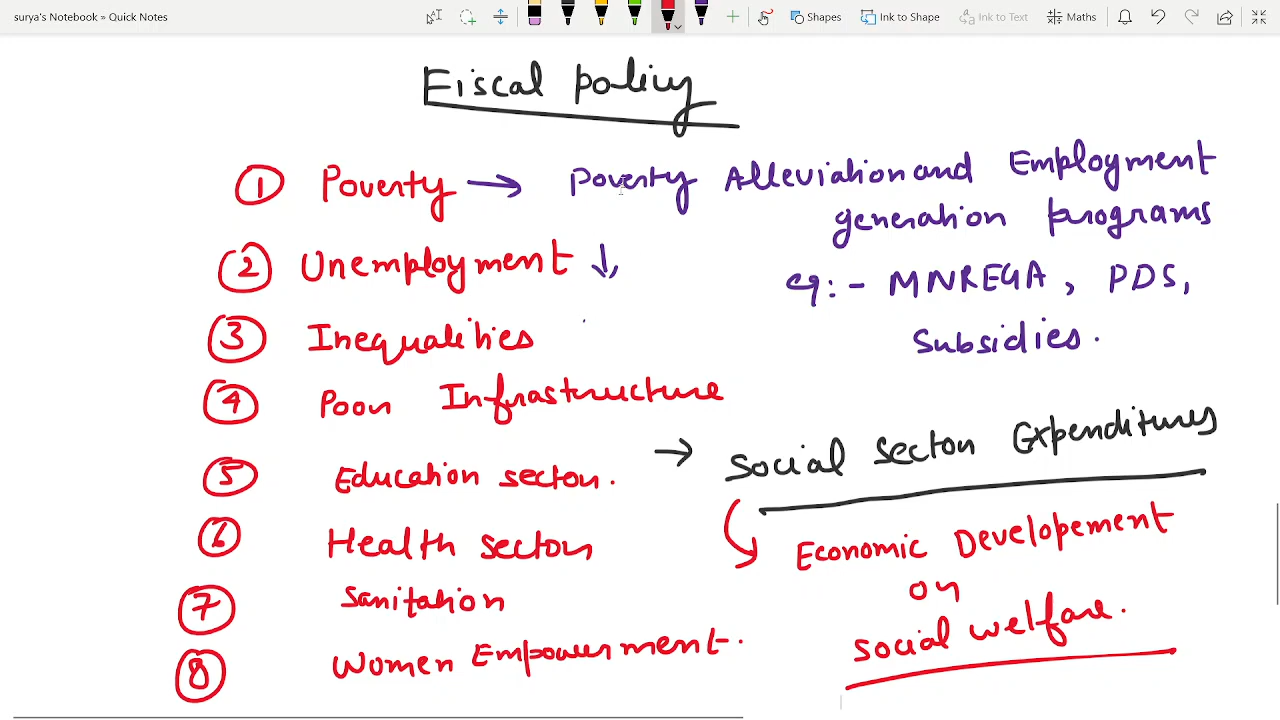 surya's Notebook » Quick Notes
Shapes
Ink to Shape
Ink to Text
Maths
Fiscal policy
① Poverty → Poverty Alleviation and Employment
generation programs
② Unemployment ↓,
eg:- MNREGA, PDS,
③ Inequalities
Subsidies.
④ Poor Infrastructure
→ Social Sector Expenditures
⑤ Education sector.
⑥ Health sector
Economic Developement
or
⑦ Sanitation
social welfare.
⑧ Women Empowerment.